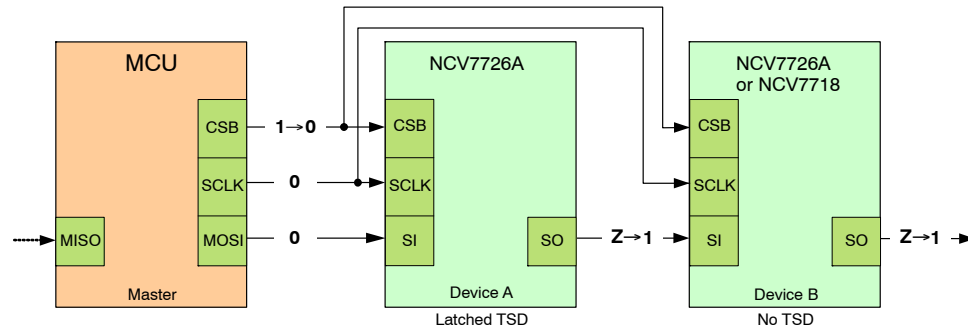 MCU
CSB
SCLK
MOSI
MISO
Master
1→0
0
0
NCV7726A
CSB
SCLK
SI
SO
Device A
Latched TSD
Z→1
NCV7726A
or NCV7718
CSB
SCLK
SI
SO
Device B
No TSD
Z→1